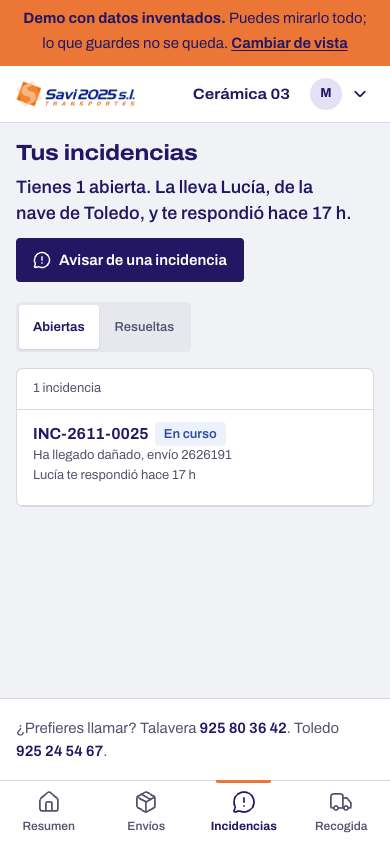 Demo con datos inventados. Puedes mirarlo todo;
lo que guardes no se queda. Cambiar de vista
Savi 2025 s.l.
TRANSPORTES
Cerámica 03
M
Tus incidencias
Tienes 1 abierta. La lleva Lucía, de la
nave de Toledo, y te respondió hace 17 h.
Avisar de una incidencia
Abiertas
Resueltas
1 incidencia
INC-2611-0025 En curso
Ha llegado dañado, envío 2626191
Lucía te respondió hace 17 h
¿Prefieres llamar? Talavera 925 80 36 42. Toledo
925 24 54 67.
Resumen
Envíos
Incidencias
Recogida